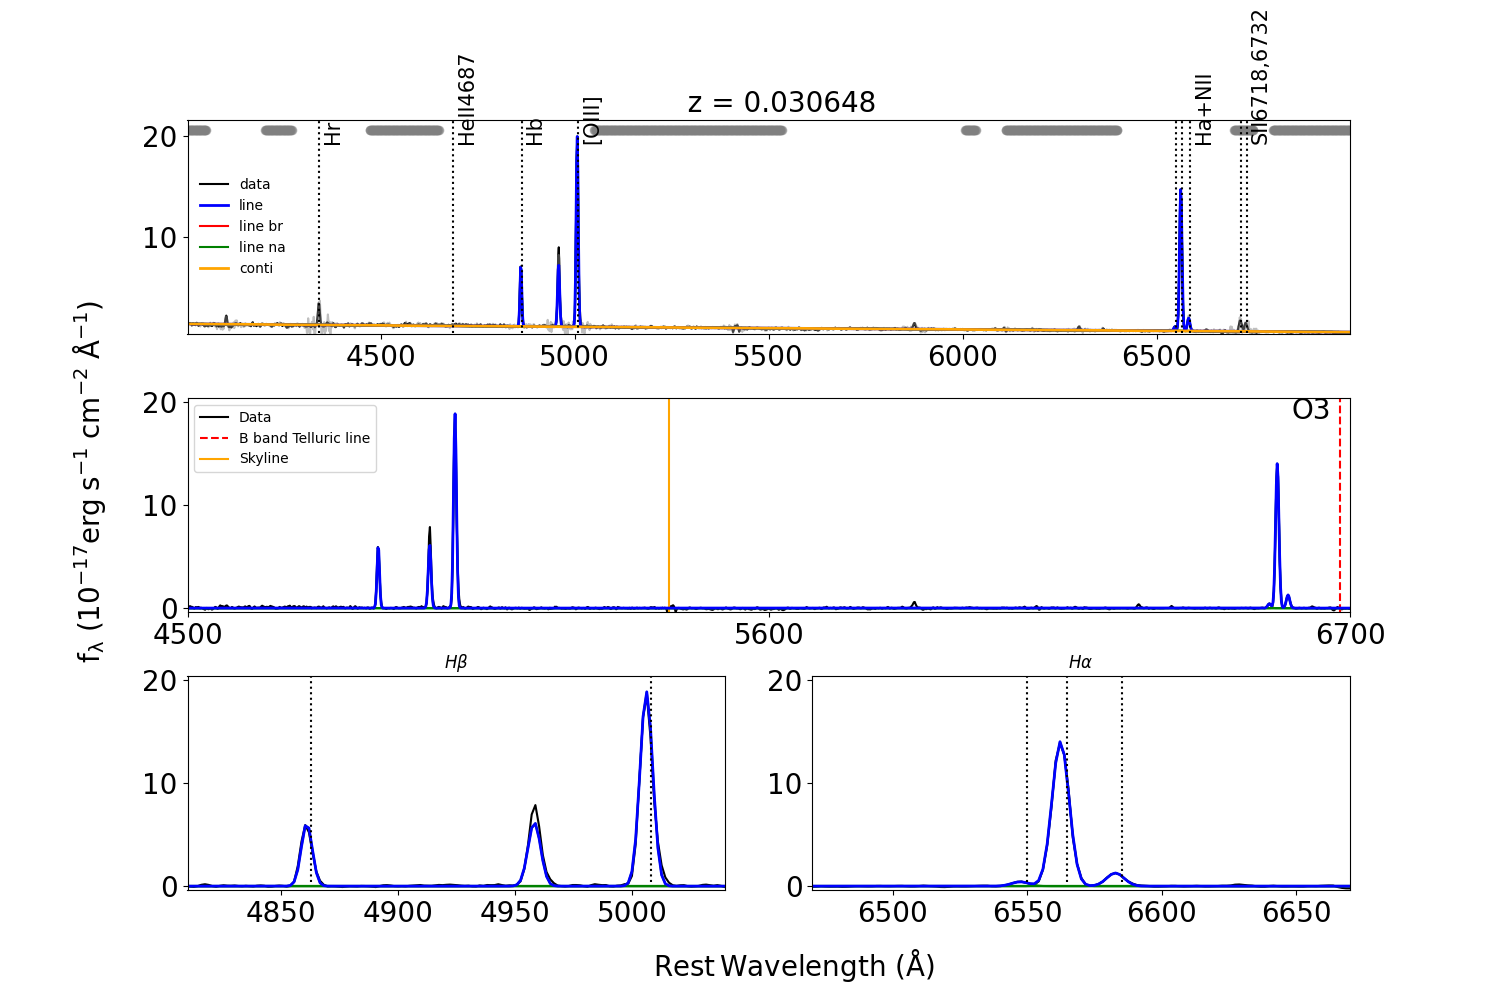 z = 0.030648
Hr
HeII4687
Hb
[OIII]
Ha+NII
SII6718,6732
20
10
data
line
line br
line na
conti
4500 5000 5500 6000 6500
fλ (10⁻¹⁷erg s⁻¹ cm⁻² Å⁻¹)
20
10
0
Data
B band Telluric line
Skyline
O3
4500 5600 6700
Hβ
20
10
0
4850 4900 4950 5000
Hα
20
10
0
6500 6550 6600 6650
Rest Wavelength (Å)